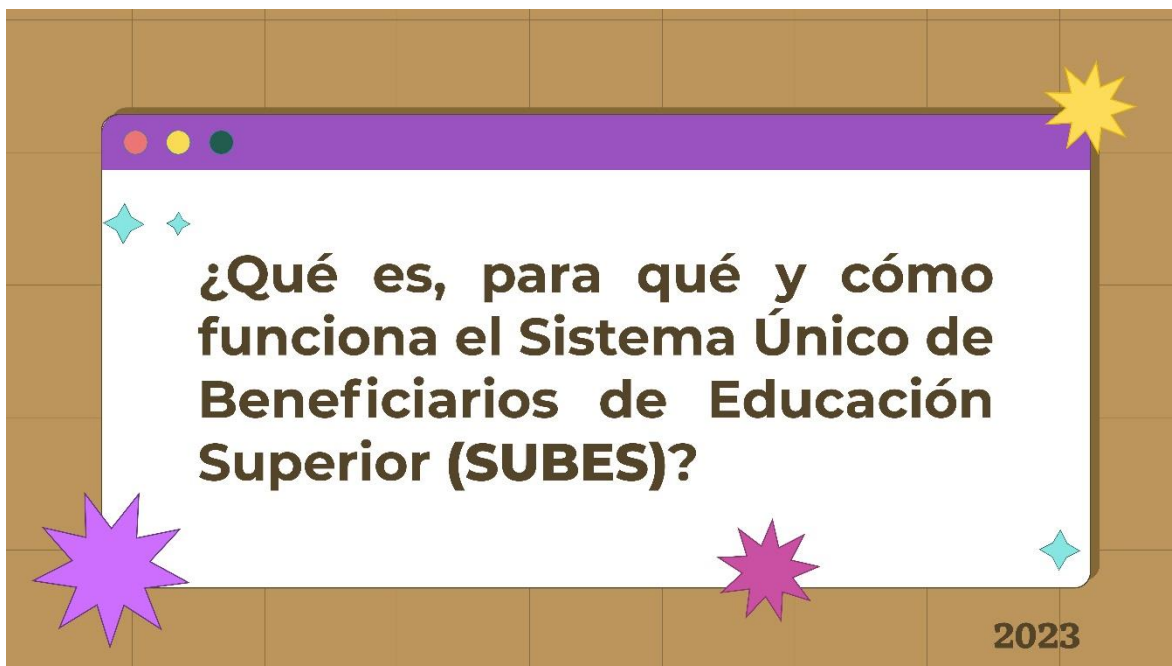 ¿Qué es, para qué y cómo
funciona el Sistema Único de
Beneficiarios de Educación
Superior (SUBES)?
2023